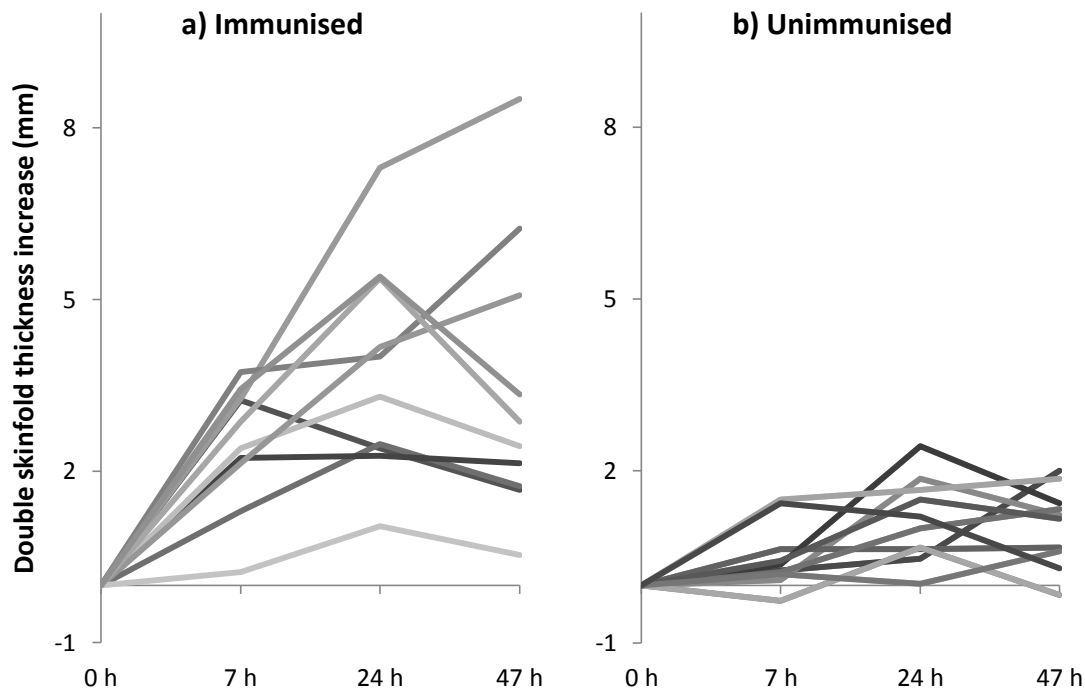 a) Immunised
b) Unimmunised
Double skinfold thickness increase (mm)
8
5
2
-1
0 h
7 h
24 h
47 h
8
5
2
-1
0 h
7 h
24 h
47 h